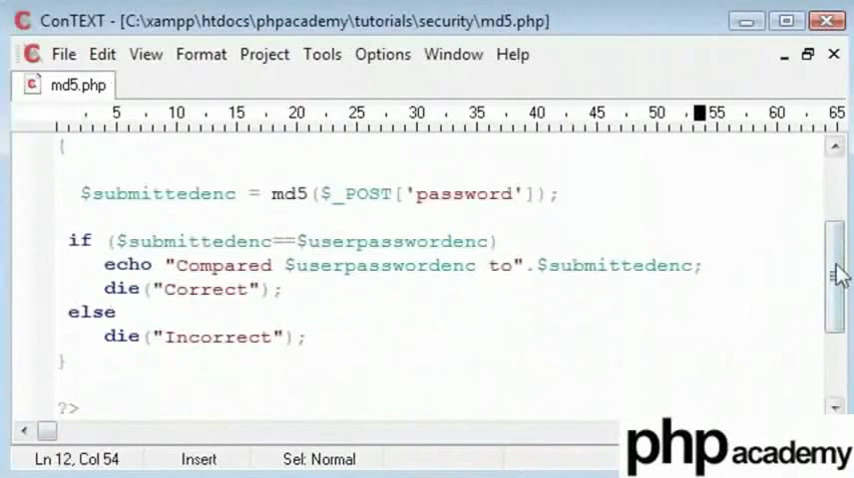 ConTEXT - [C:\xampp\htdocs\phpacademy\tutorials\security\md5.php]
File Edit View Format Project Tools Options Window Help
md5.php
5 10 15 20 25 30 35 40 45 50 55 60 65
{
$submittedenc = md5($_POST['password']);
if ($submittedenc==$userpasswordenc)
echo "Compared $userpasswordenc to".$submittedenc;
die("Correct");
else
die("Incorrect");
}
?>
Ln 12, Col 54 Insert Sel: Normal
php academy